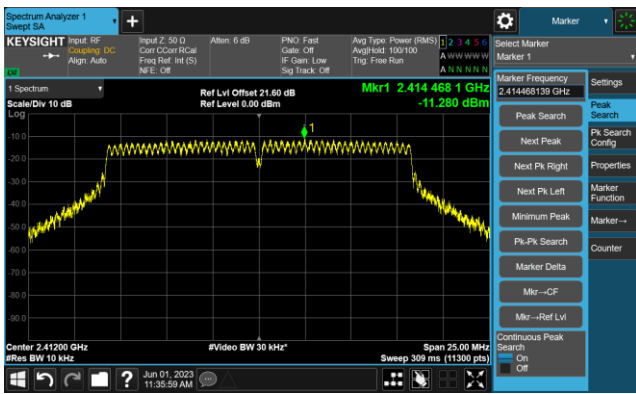 Spectrum Analyzer 1
Swept SA
Marker
KEYSIGHT
Input: RF
Coupling: DC
Align: Auto
Input Z: 50 Ω
Corr CCorr RCal
Freq Ref: Int (S)
NFE: Off
Atten: 6 dB
PNO: Fast
Gate: Off
IF Gain: Low
Sig Track: Off
Avg Type: Power (RMS)
Avg|Hold: 100/100
Trig: Free Run
1 2 3 4 5 6
A W W W W W
A N N N N N
LXI
Select Marker
Marker 1
1 Spectrum
Scale/Div 10 dB
Log
Ref Lvl Offset 21.60 dB
Ref Level 0.00 dBm
Mkr1 2.414 468 1 GHz
-11.280 dBm
1
-10.0
-20.0
-30.0
-40.0
-50.0
-60.0
-70.0
-80.0
-90.0
Center 2.41200 GHz
#Res BW 10 kHz
#Video BW 30 kHz*
Span 25.00 MHz
Sweep 309 ms (11300 pts)
Marker Frequency
2.414468139 GHz
Peak Search
Next Peak
Next Pk Right
Next Pk Left
Minimum Peak
Pk-Pk Search
Marker Delta
Mkr→CF
Mkr→Ref Lvl
Continuous Peak
Search
On
Off
Settings
Peak
Search
Pk Search
Config
Properties
Marker
Function
Marker→
Counter
?
Jun 01, 2023
11:35:59 AM